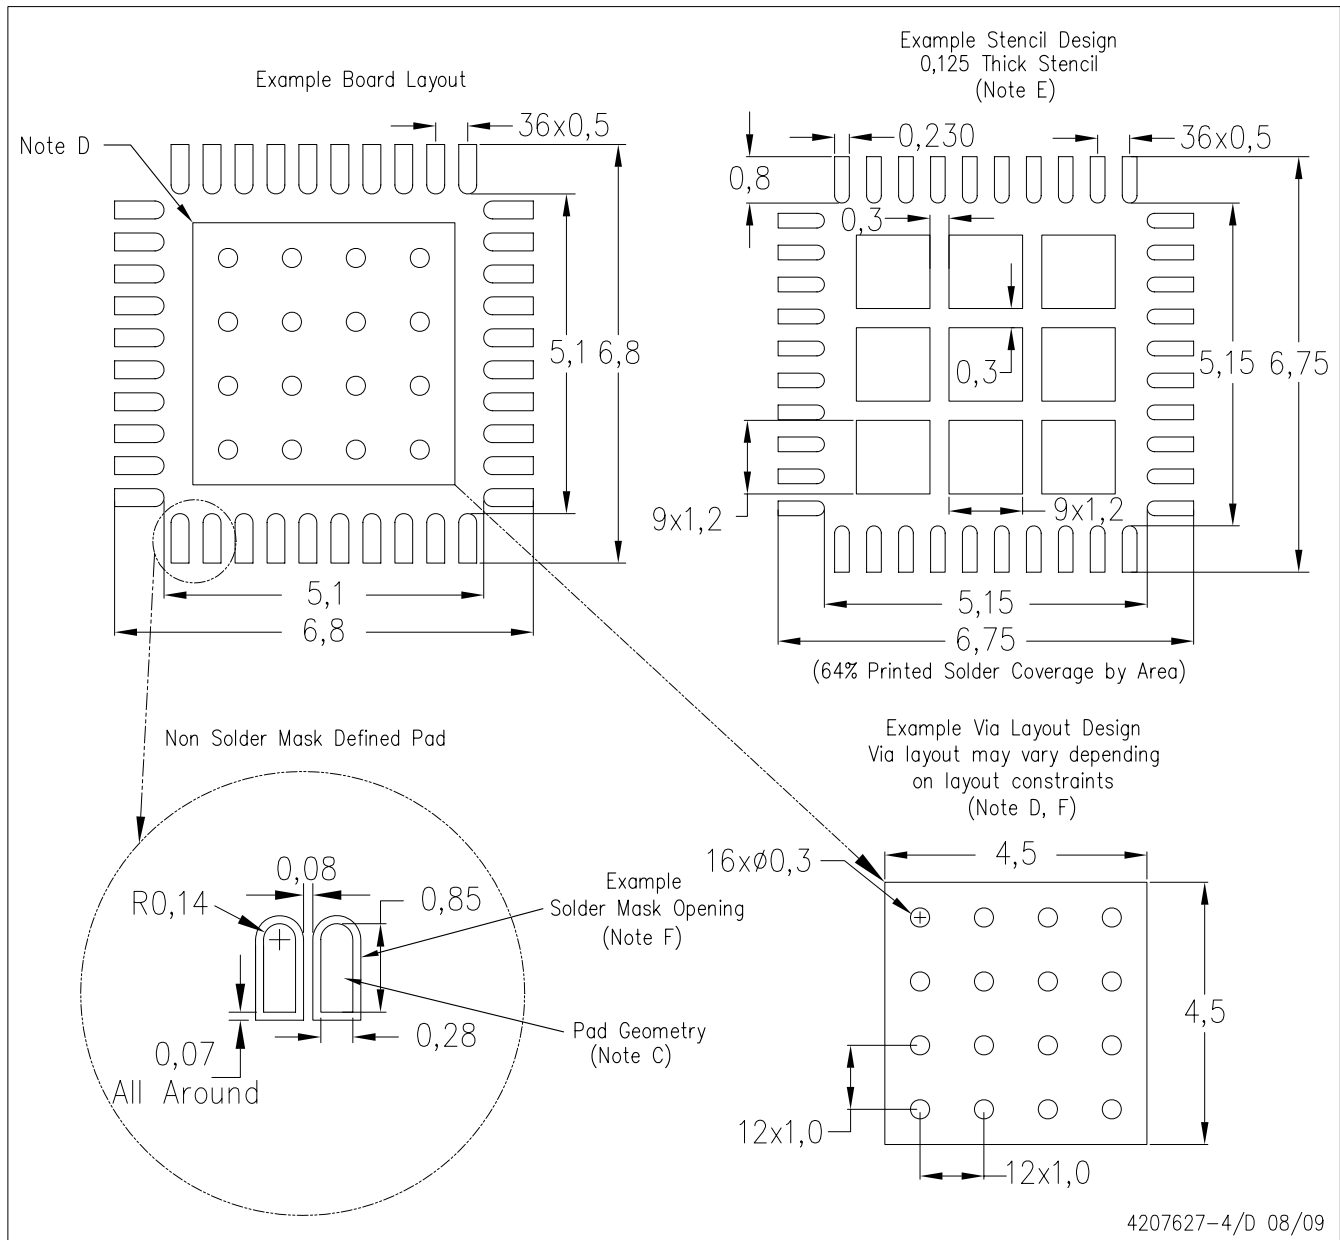 Example Board Layout
36x0,5
Note D
5,1
6,8
5,1
6,8
Example Stencil Design
0,125 Thick Stencil
(Note E)
0,230
36x0,5
0,8
0,3
0,3
5,15
6,75
9x1,2
9x1,2
5,15
6,75
(64% Printed Solder Coverage by Area)
Non Solder Mask Defined Pad
0,08
R0,14
0,85
Example
Solder Mask Opening
(Note F)
0,07
All Around
0,28
Pad Geometry
(Note C)
Example Via Layout Design
Via layout may vary depending
on layout constraints
(Note D, F)
16xø0,3
4,5
4,5
12x1,0
12x1,0
4207627-4/D 08/09